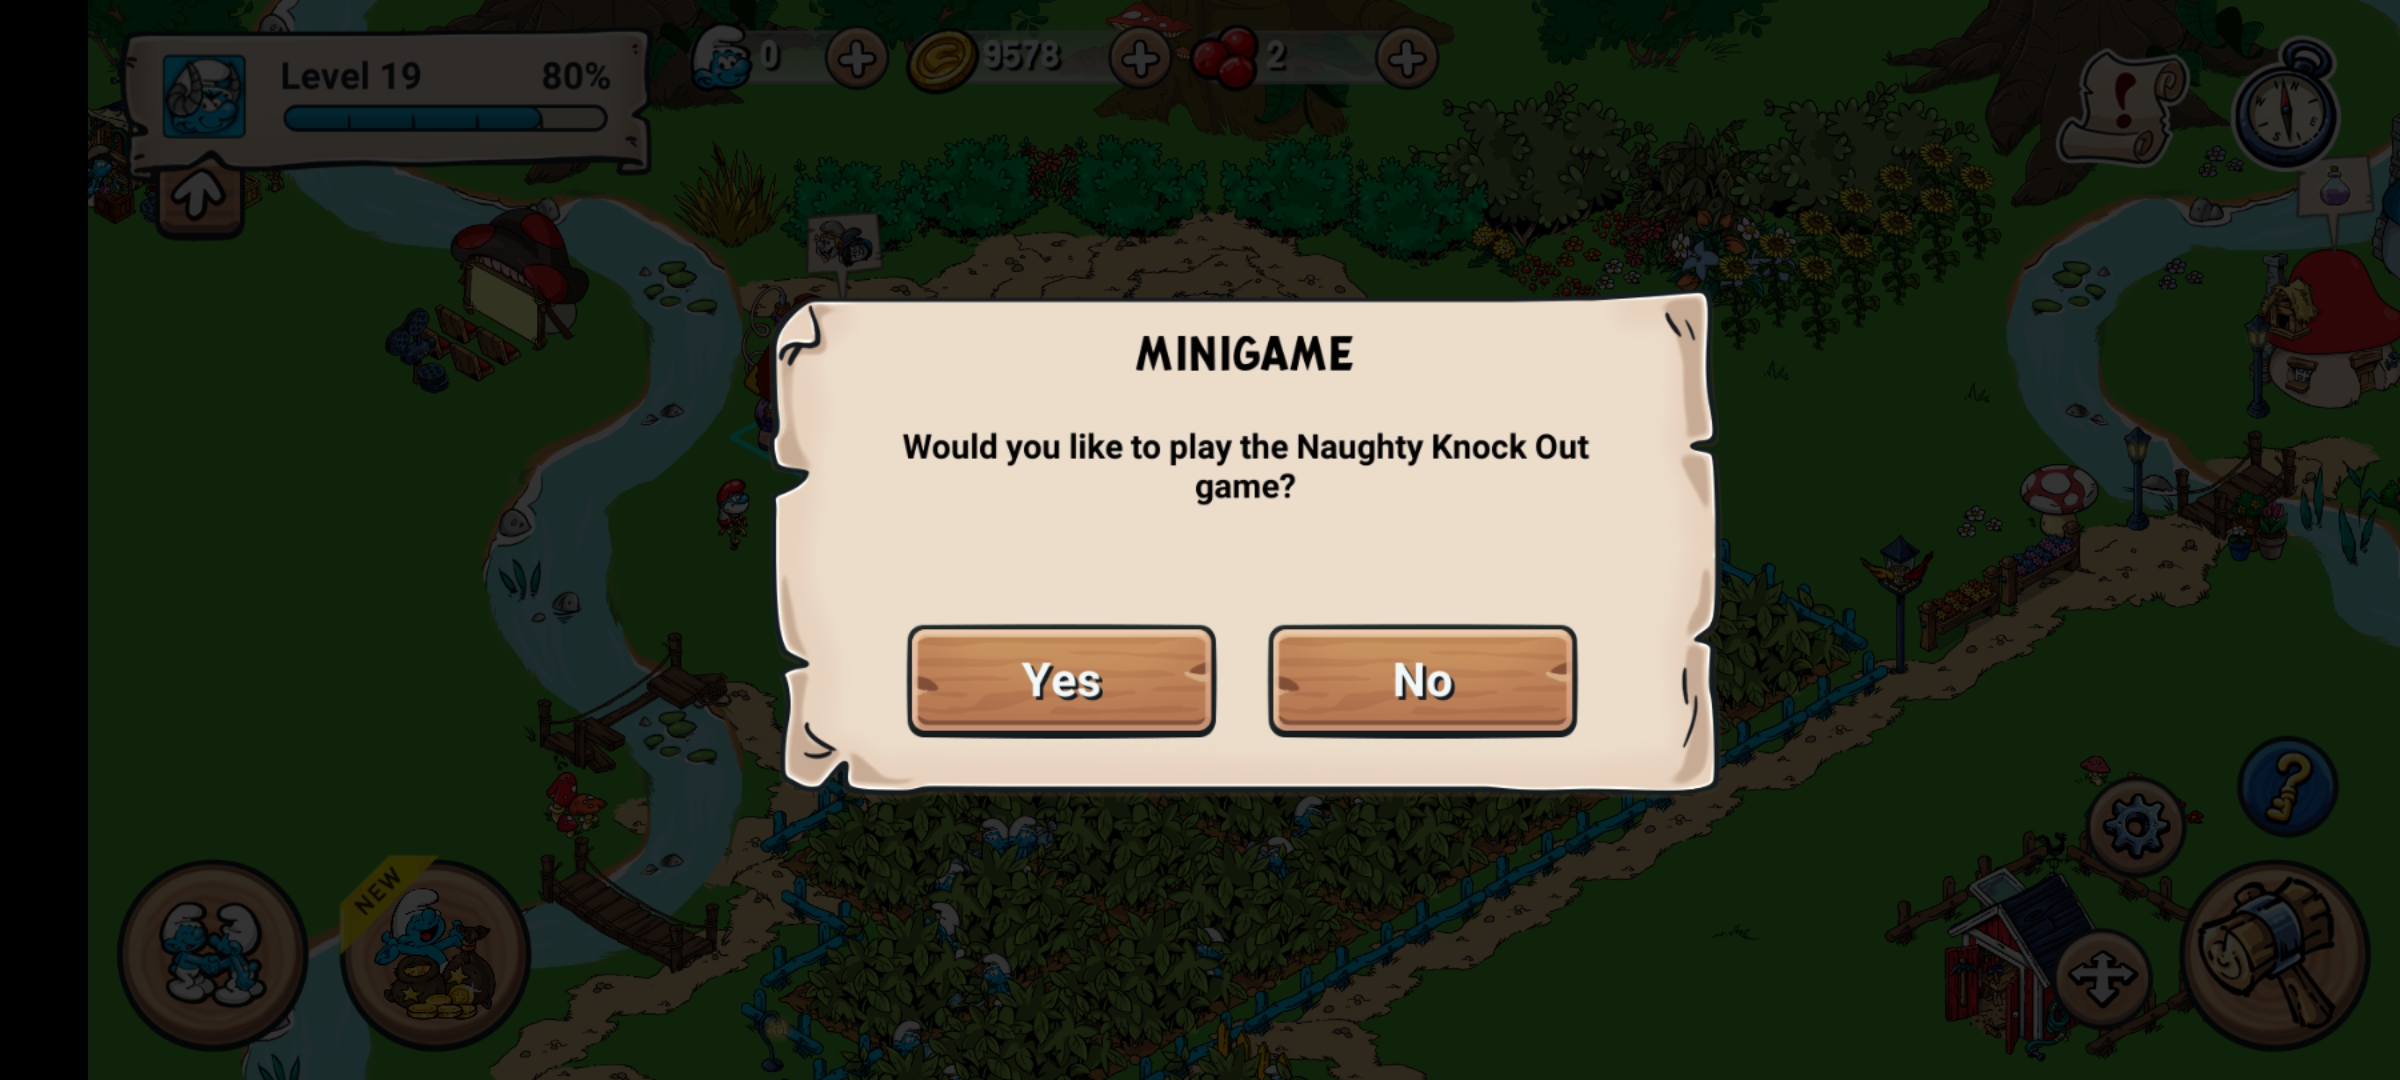 Level 19
80%
0
9578
2
MINIGAME
Would you like to play the Naughty Knock Out
game?
Yes
No
NEW